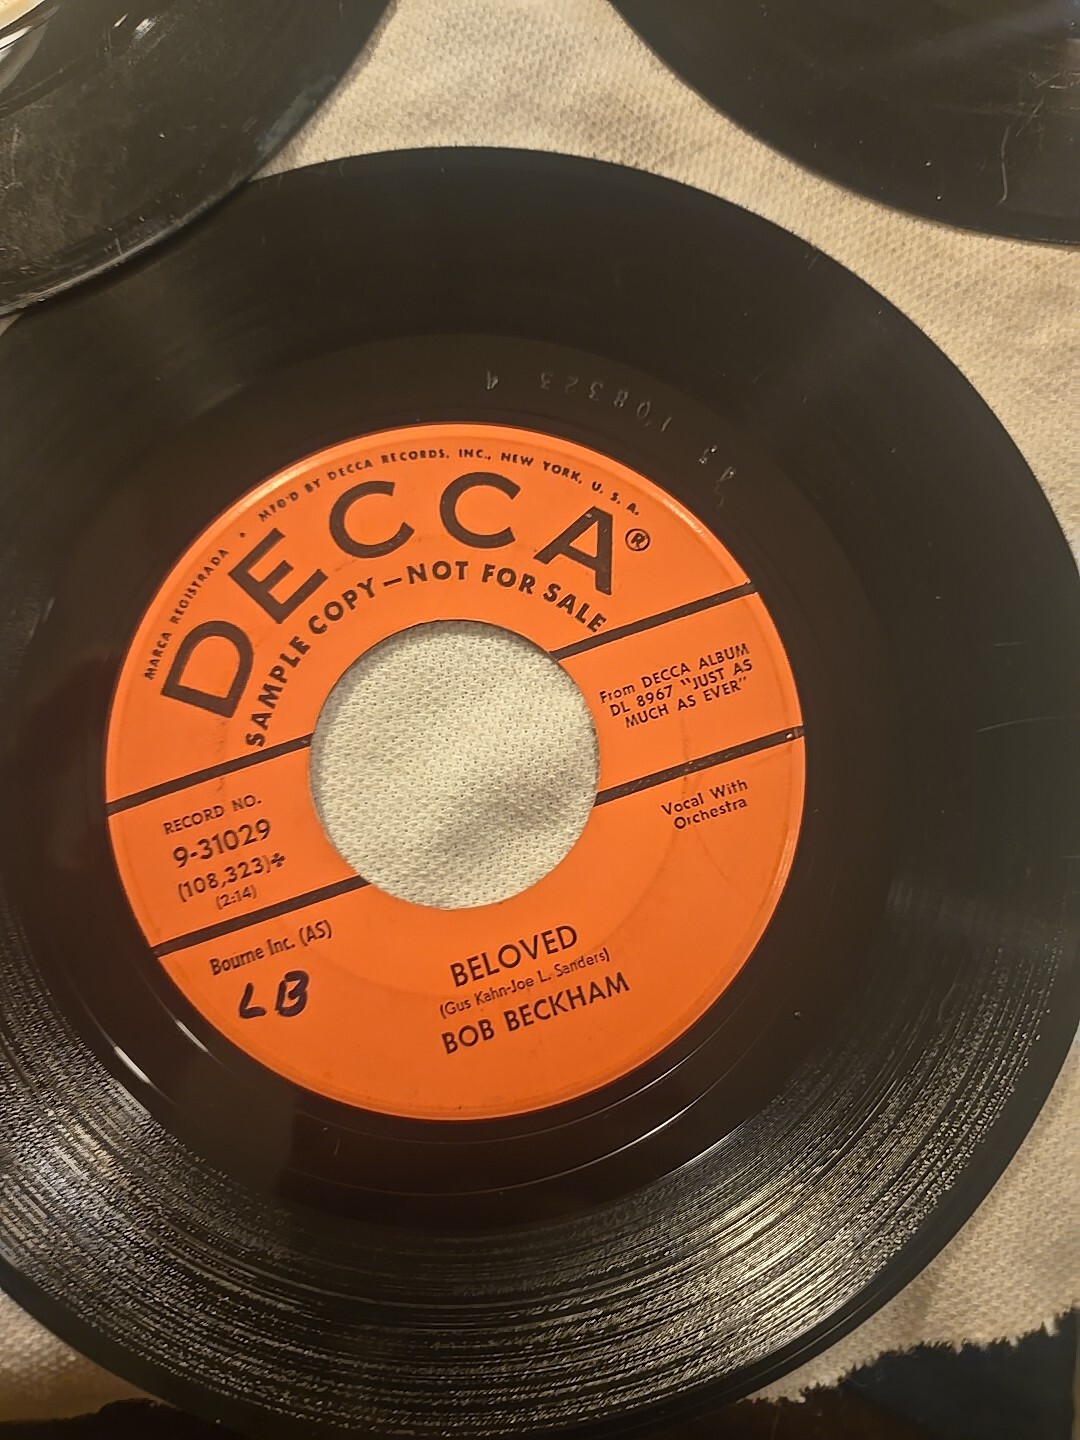 MARCA REGISTRADA • MFG'D BY DECCA RECORDS, INC., NEW YORK, U. S. A.
DECCA®
SAMPLE COPY—NOT FOR SALE
From DECCA ALBUM
DL 8967 "JUST AS
MUCH AS EVER"
Vocal With
Orchestra
RECORD NO.
9-31029
(108,323)✤
(2:14)
Bourne Inc. (AS)
LB
BELOVED
(Gus Kahn-Joe L. Sanders)
BOB BECKHAM
108323